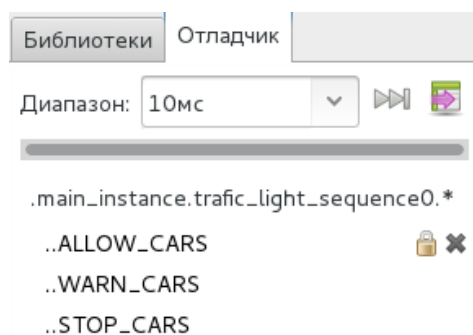 Библиотеки Отладчик
Диапазон: 10мс
.main_instance.trafic_light_sequence0.*
..ALLOW_CARS
..WARN_CARS
..STOP_CARS